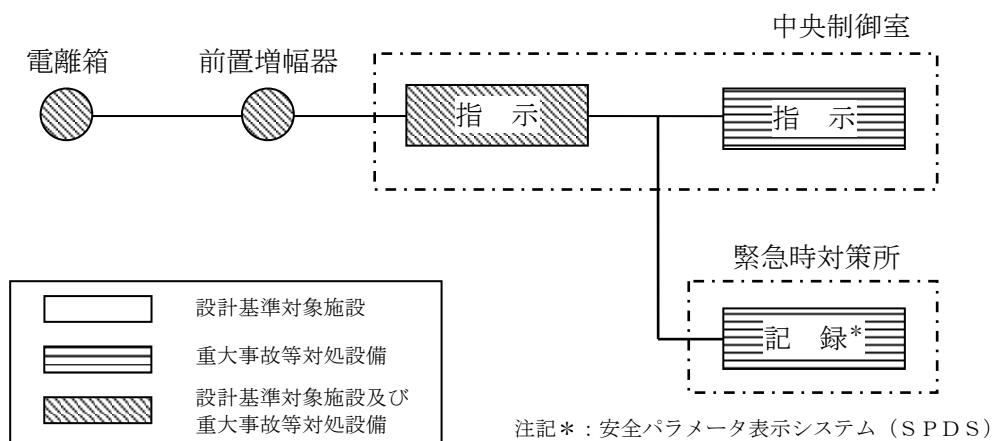 中央制御室
電離箱
前置増幅器
指 示
指 示
緊急時対策所
記 録*
設計基準対象施設
重大事故等対処設備
設計基準対象施設及び
重大事故等対処設備
注記*:安全パラメータ表示システム(SPDS)